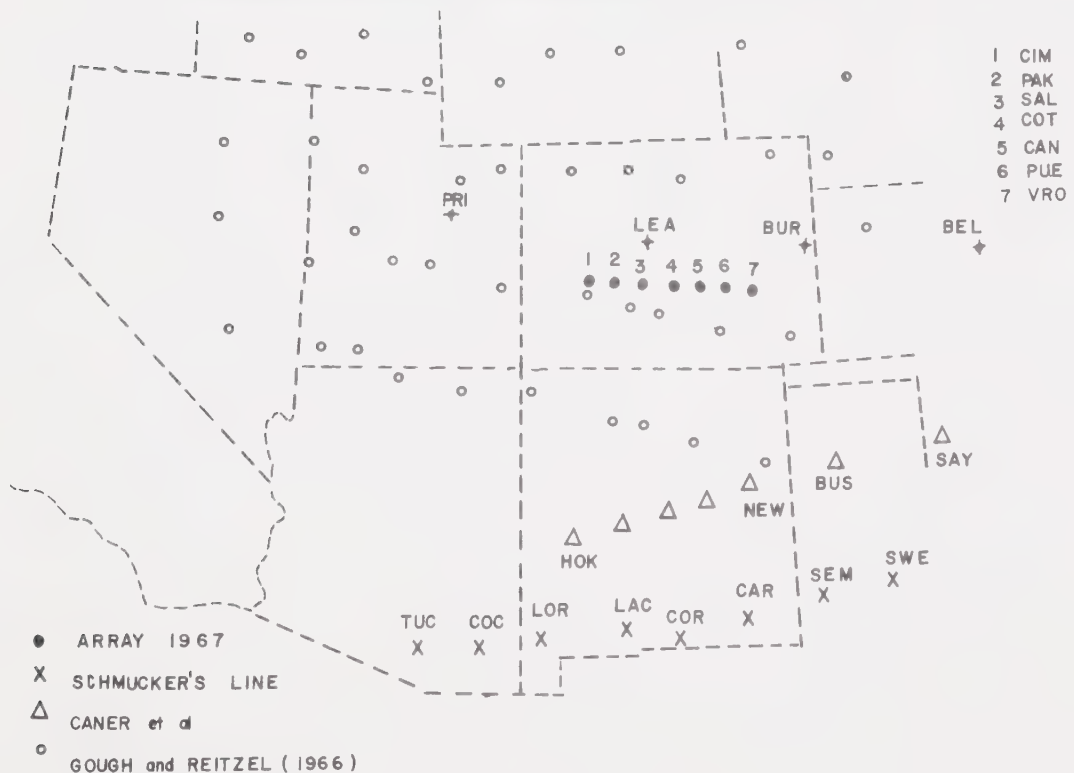 1 CIM
2 PAK
3 SAL
4 COT
5 CAN
6 PUE
7 VRO
PRI
LEA
BUR
BEL
1 2 3 4 5 6 7
SAY
BUS
NEW
HOK
SWE
SEM
CAR
LAC
LOR
COR
TUC
COC
ARRAY 1967
X SCHMUCKER'S LINE
CANER et al
GOUGH and REITZEL (1966)